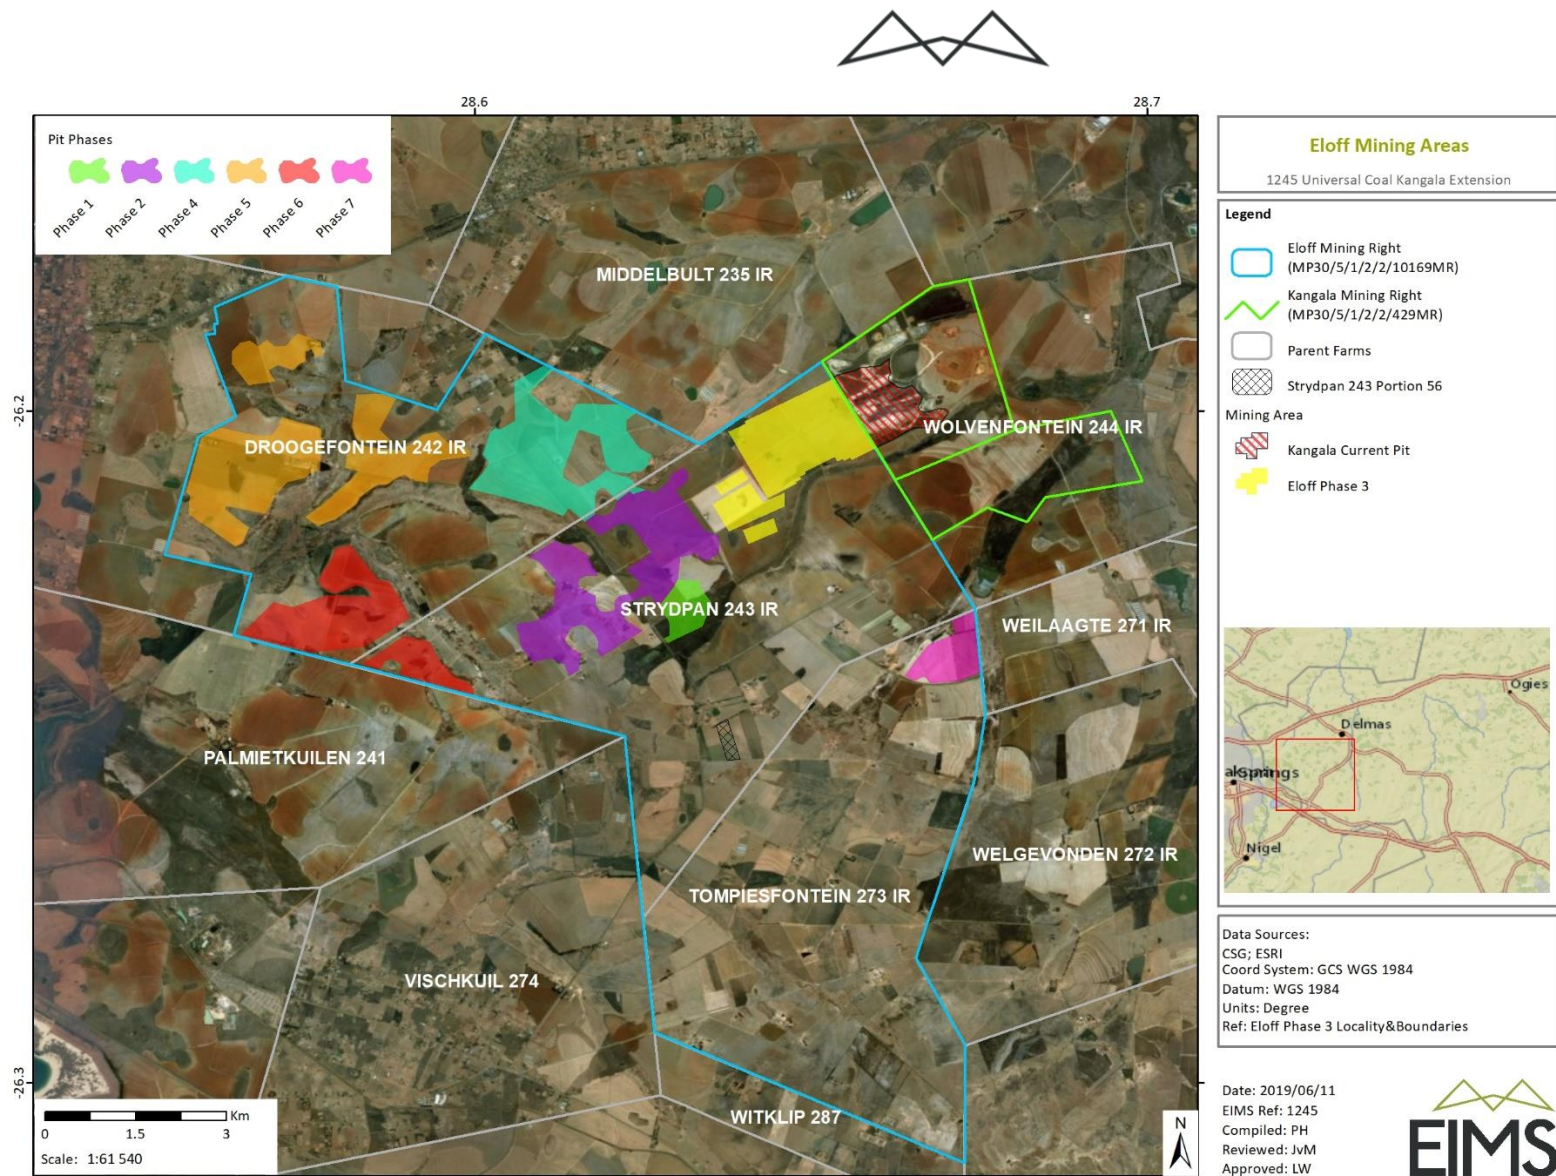 28.6
28.7
Pit Phases
Phase 1
Phase 2
Phase 4
Phase 5
Phase 6
Phase 7
MIDDELBULT 235 IR
-26.2
DROOGEFONTEIN 242 IR
WOLVENFONTEIN 244 IR
STRYDPAN 243 IR
WEILAAGTE 271 IR
PALMIETKUILEN 241
WELGEVONDEN 272 IR
TOMPIESFONTEIN 273 IR
VISCHKUIL 274
-26.3
WITKLIP 287
Km
0 1.5 3
Scale: 1:61 540
N
Eloff Mining Areas
1245 Universal Coal Kangala Extension
Legend
Eloff Mining Right
(MP30/5/1/2/2/10169MR)
Kangala Mining Right
(MP30/5/1/2/2/429MR)
Parent Farms
Strydpan 243 Portion 56
Mining Area
Kangala Current Pit
Eloff Phase 3
Ogies
Delmas
Springs
Nigel
Data Sources:
CSG; ESRI
Coord System: GCS WGS 1984
Datum: WGS 1984
Units: Degree
Ref: Eloff Phase 3 Locality&Boundaries
Date: 2019/06/11
EIMS Ref: 1245
Compiled: PH
Reviewed: JvM
Approved: LW
EIMS